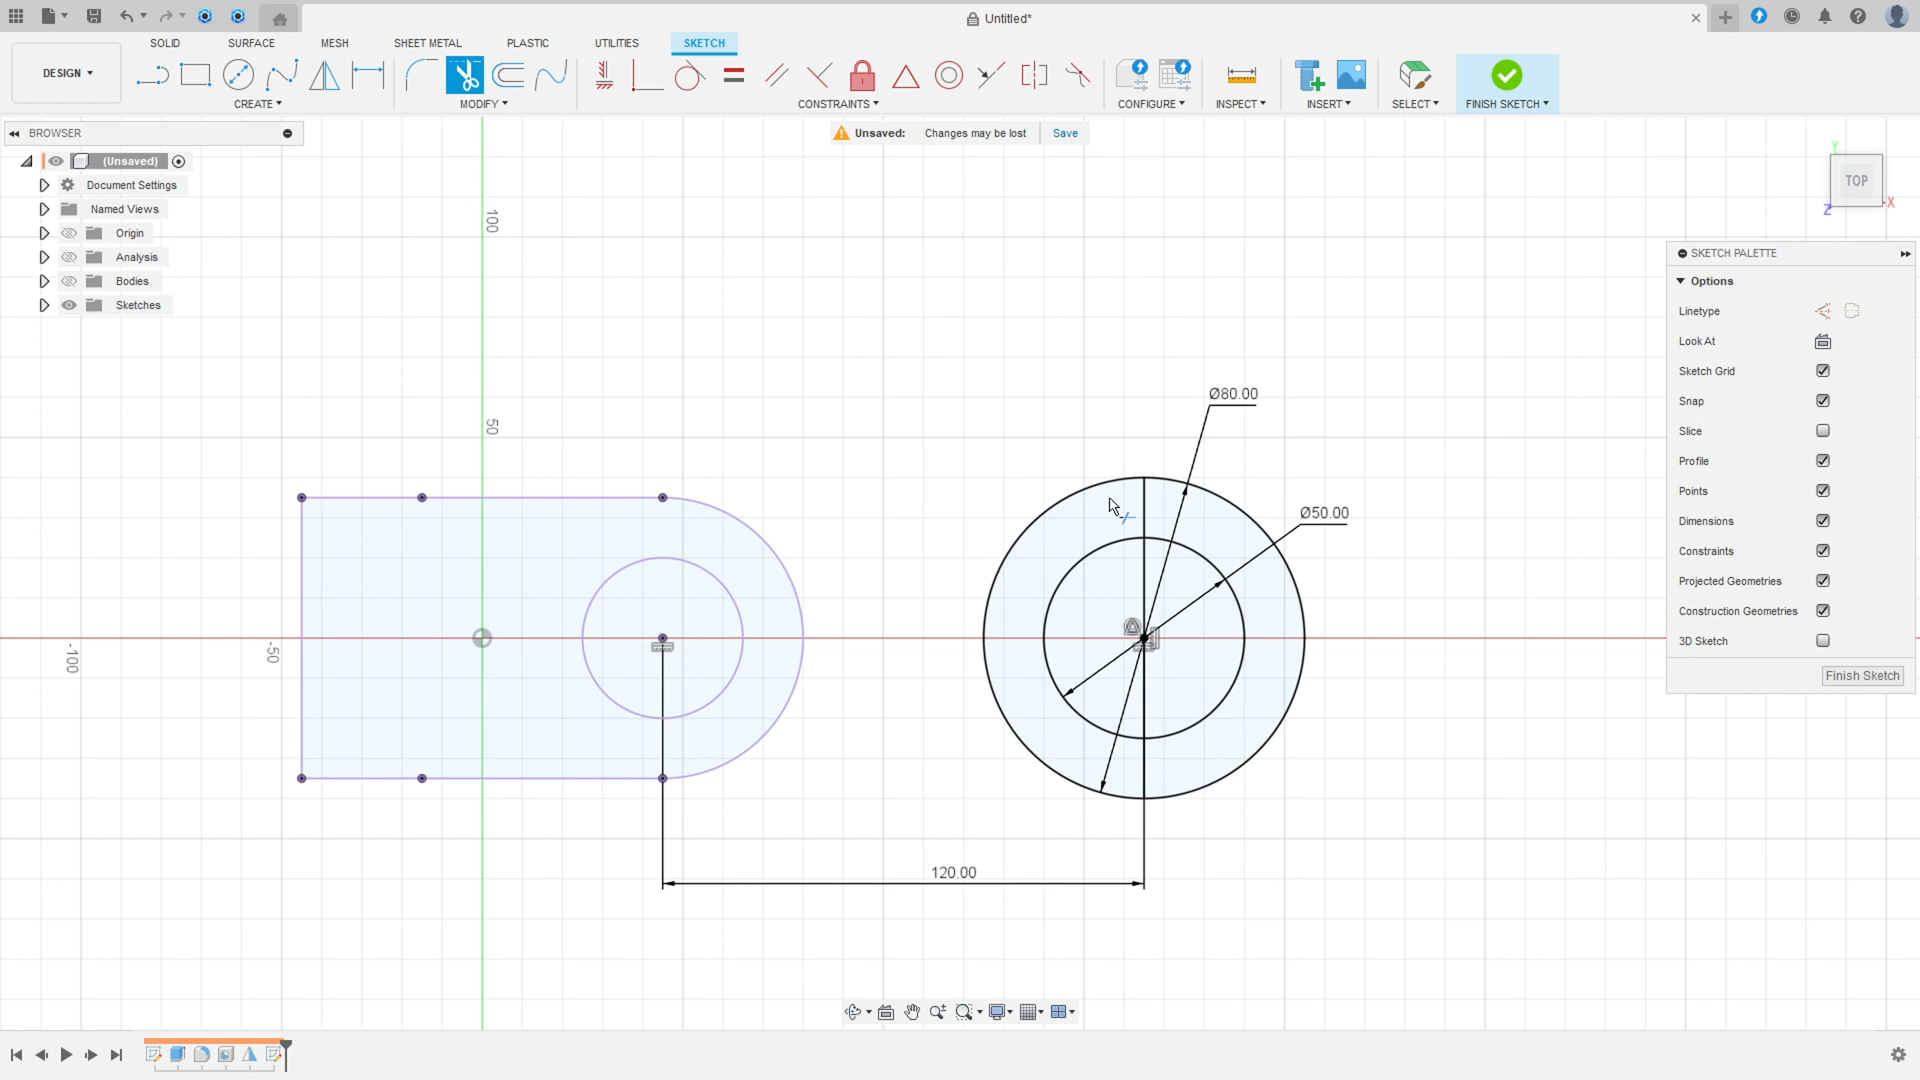 Untitled*
DESIGN
SOLID
SURFACE
MESH
SHEET METAL
PLASTIC
UTILITIES
SKETCH
CREATE
MODIFY
CONSTRAINTS
CONFIGURE
INSPECT
INSERT
SELECT
FINISH SKETCH
BROWSER
(Unsaved)
Document Settings
Named Views
Origin
Analysis
Bodies
Sketches
Unsaved: Changes may be lost
Save
Y
TOP
Z
X
SKETCH PALETTE
Options
Linetype
Look At
Sketch Grid
Snap
Slice
Profile
Points
Dimensions
Constraints
Projected Geometries
Construction Geometries
3D Sketch
Finish Sketch
100
50
-50
-100
Ø80.00
Ø50.00
120.00